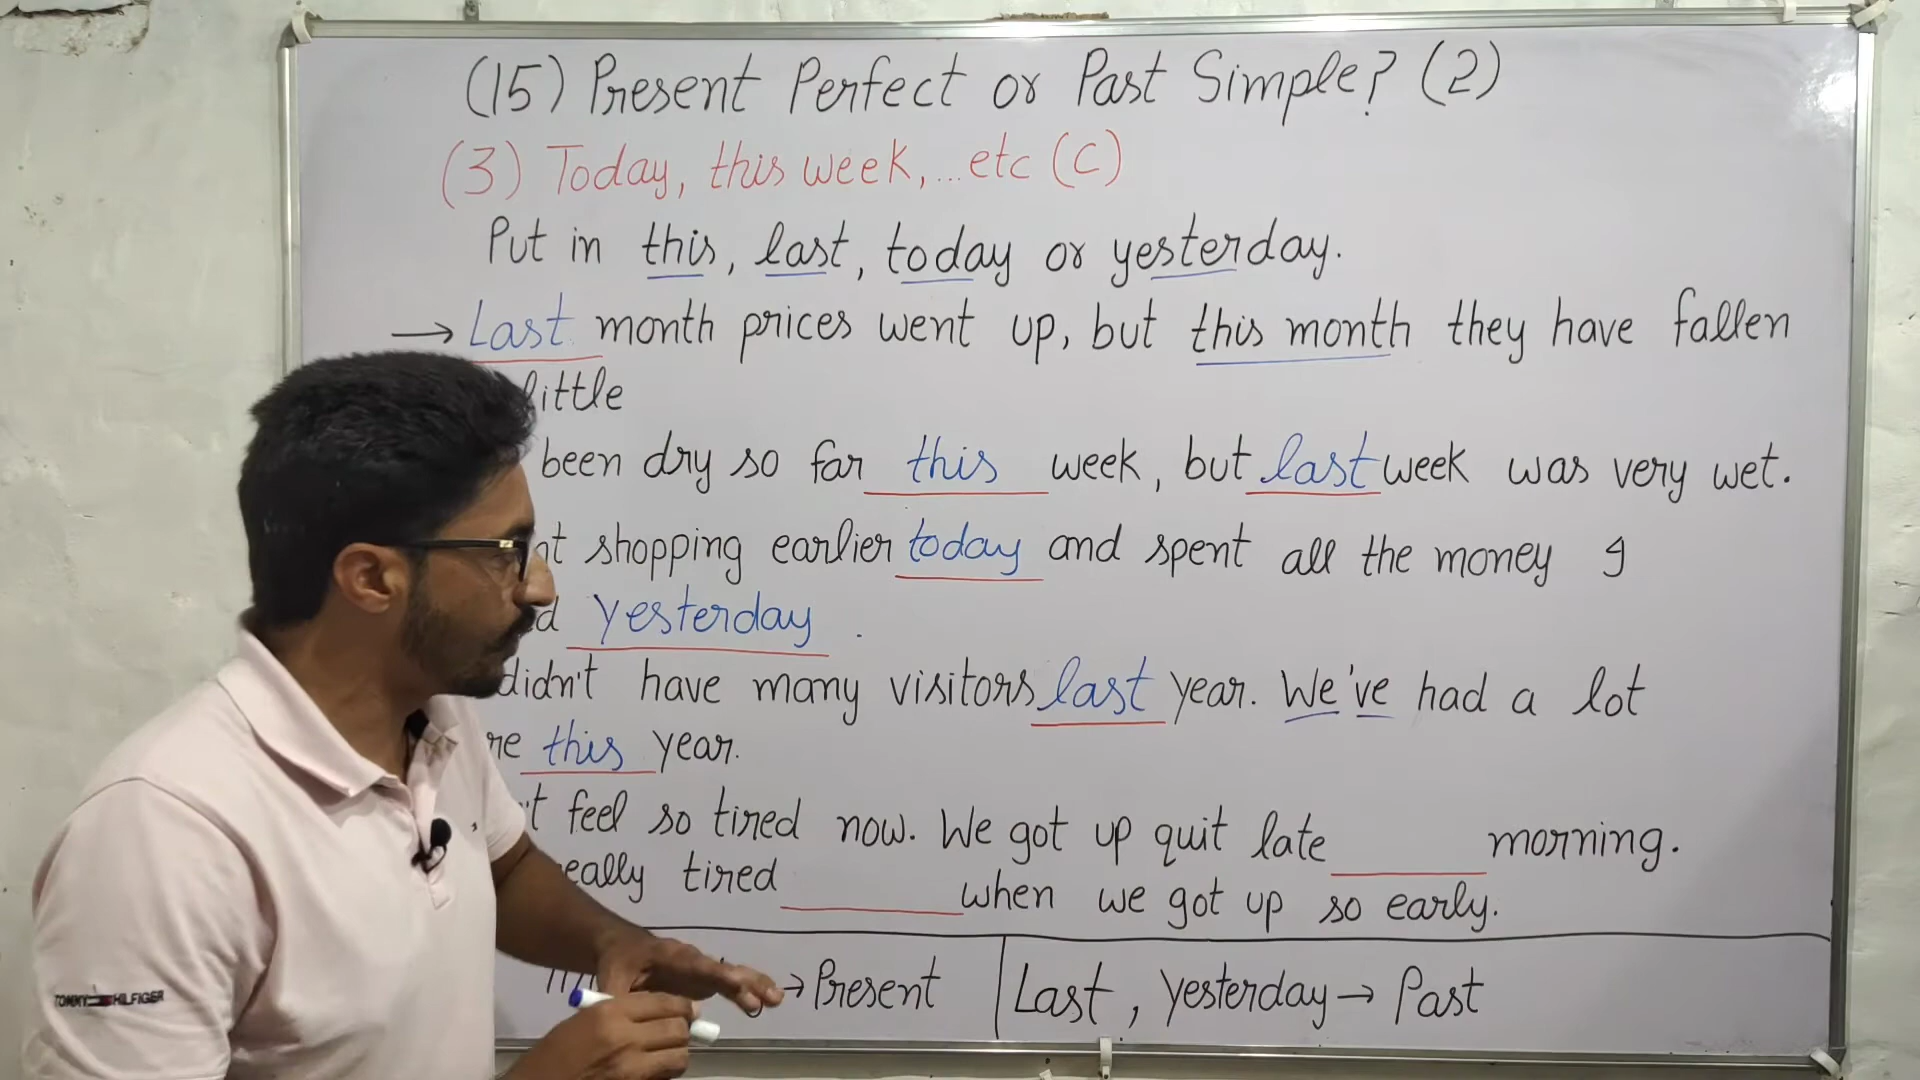 (15) Present Perfect or Past Simple? (2)
(3) Today, this week,...etc (C)
Put in this, last, today or yesterday.
→ Last month prices went up, but this month they have fallen
little
been dry so far this week, but last week was very wet.
shopping earlier today and spent all the money I
yesterday.
didn't have many visitors last year. We've had a lot
this year.
feel so tired now. We got up quit late ______ morning.
tired ______ when we got up so early.
→ Present | Last, yesterday → Past
TOMMY HILFIGER